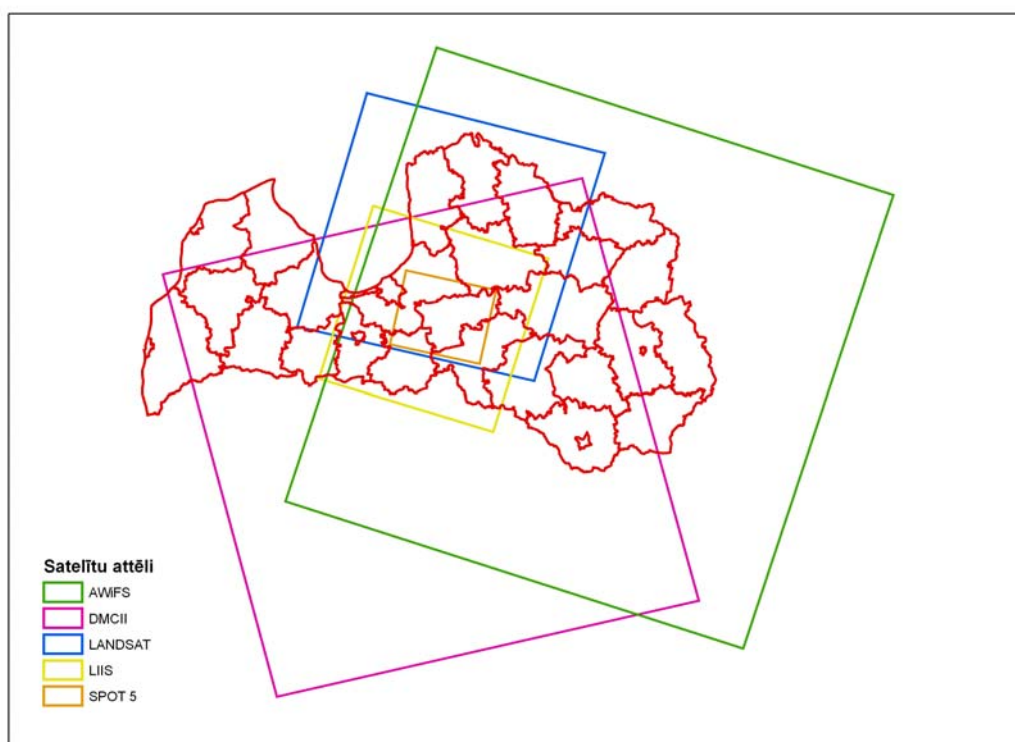 Satelītu attēli
AWiFS
DMCII
LANDSAT
LIIS
SPOT 5